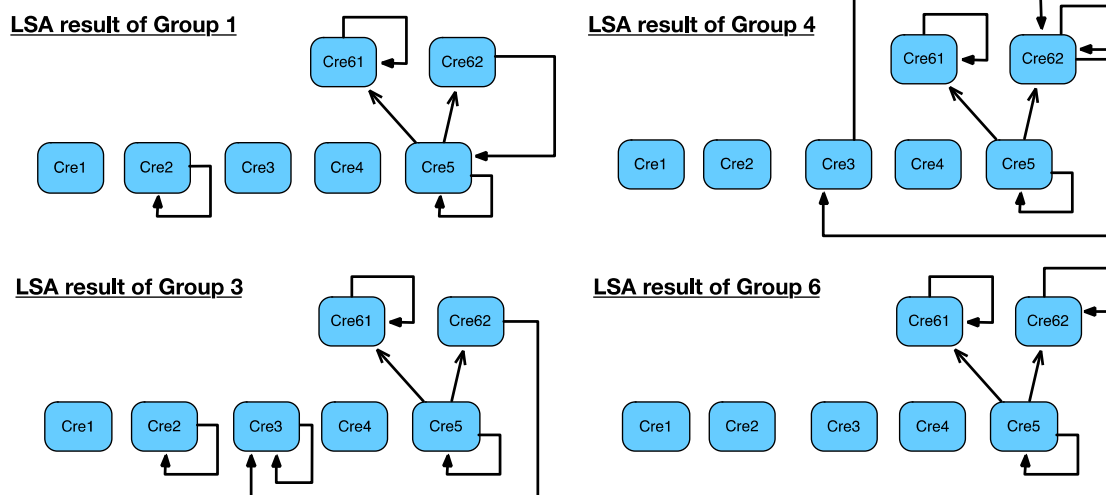 LSA result of Group 1
Cre61
Cre62
Cre1
Cre2
Cre3
Cre4
Cre5
LSA result of Group 4
Cre61
Cre62
Cre1
Cre2
Cre3
Cre4
Cre5
LSA result of Group 3
Cre61
Cre62
Cre1
Cre2
Cre3
Cre4
Cre5
LSA result of Group 6
Cre61
Cre62
Cre1
Cre2
Cre3
Cre4
Cre5